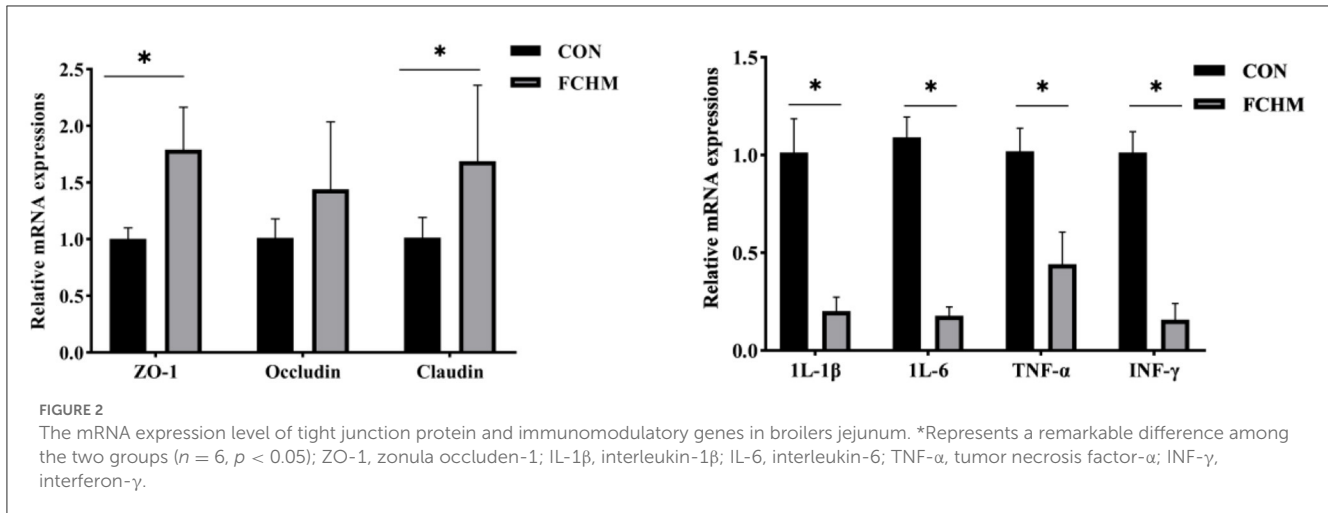 Relative mRNA expressions
2.5
2.0
1.5
1.0
0.5
0.0
*
*
CON
FCHM
ZO-1
Occludin
Claudin
Relative mRNA expressions
1.5
1.0
0.5
0.0
*
*
*
*
CON
FCHM
1L-1β
1L-6
TNF-α
INF-γ
FIGURE 2
The mRNA expression level of tight junction protein and immunomodulatory genes in broilers jejunum. *Represents a remarkable difference among
the two groups (n = 6, p < 0.05); ZO-1, zonula occluden-1; IL-1β, interleukin-1β; IL-6, interleukin-6; TNF-α, tumor necrosis factor-α; INF-γ,
interferon-γ.